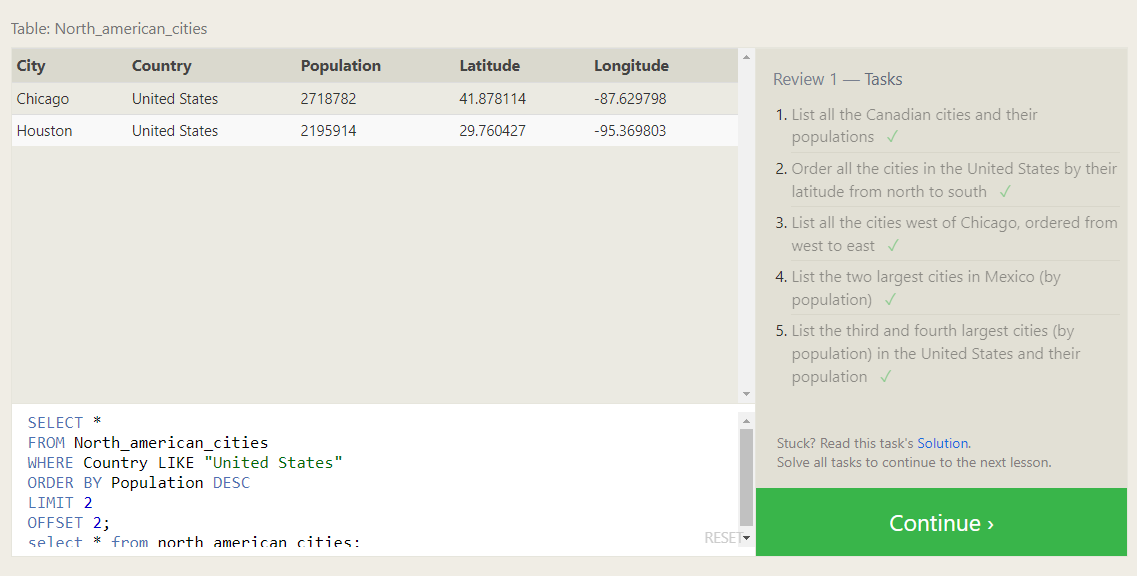 Table: North_american_cities
City Country Population Latitude Longitude
Chicago United States 2718782 41.878114 -87.629798
Houston United States 2195914 29.760427 -95.369803
SELECT *
FROM North_american_cities
WHERE Country LIKE "United States"
ORDER BY Population DESC
LIMIT 2
OFFSET 2;
select * from north_american_cities;
RESET
Review 1 — Tasks
1. List all the Canadian cities and their
populations ✓
2. Order all the cities in the United States by their
latitude from north to south ✓
3. List all the cities west of Chicago, ordered from
west to east ✓
4. List the two largest cities in Mexico (by
population) ✓
5. List the third and fourth largest cities (by
population) in the United States and their
population ✓
Stuck? Read this task's Solution.
Solve all tasks to continue to the next lesson.
Continue ›